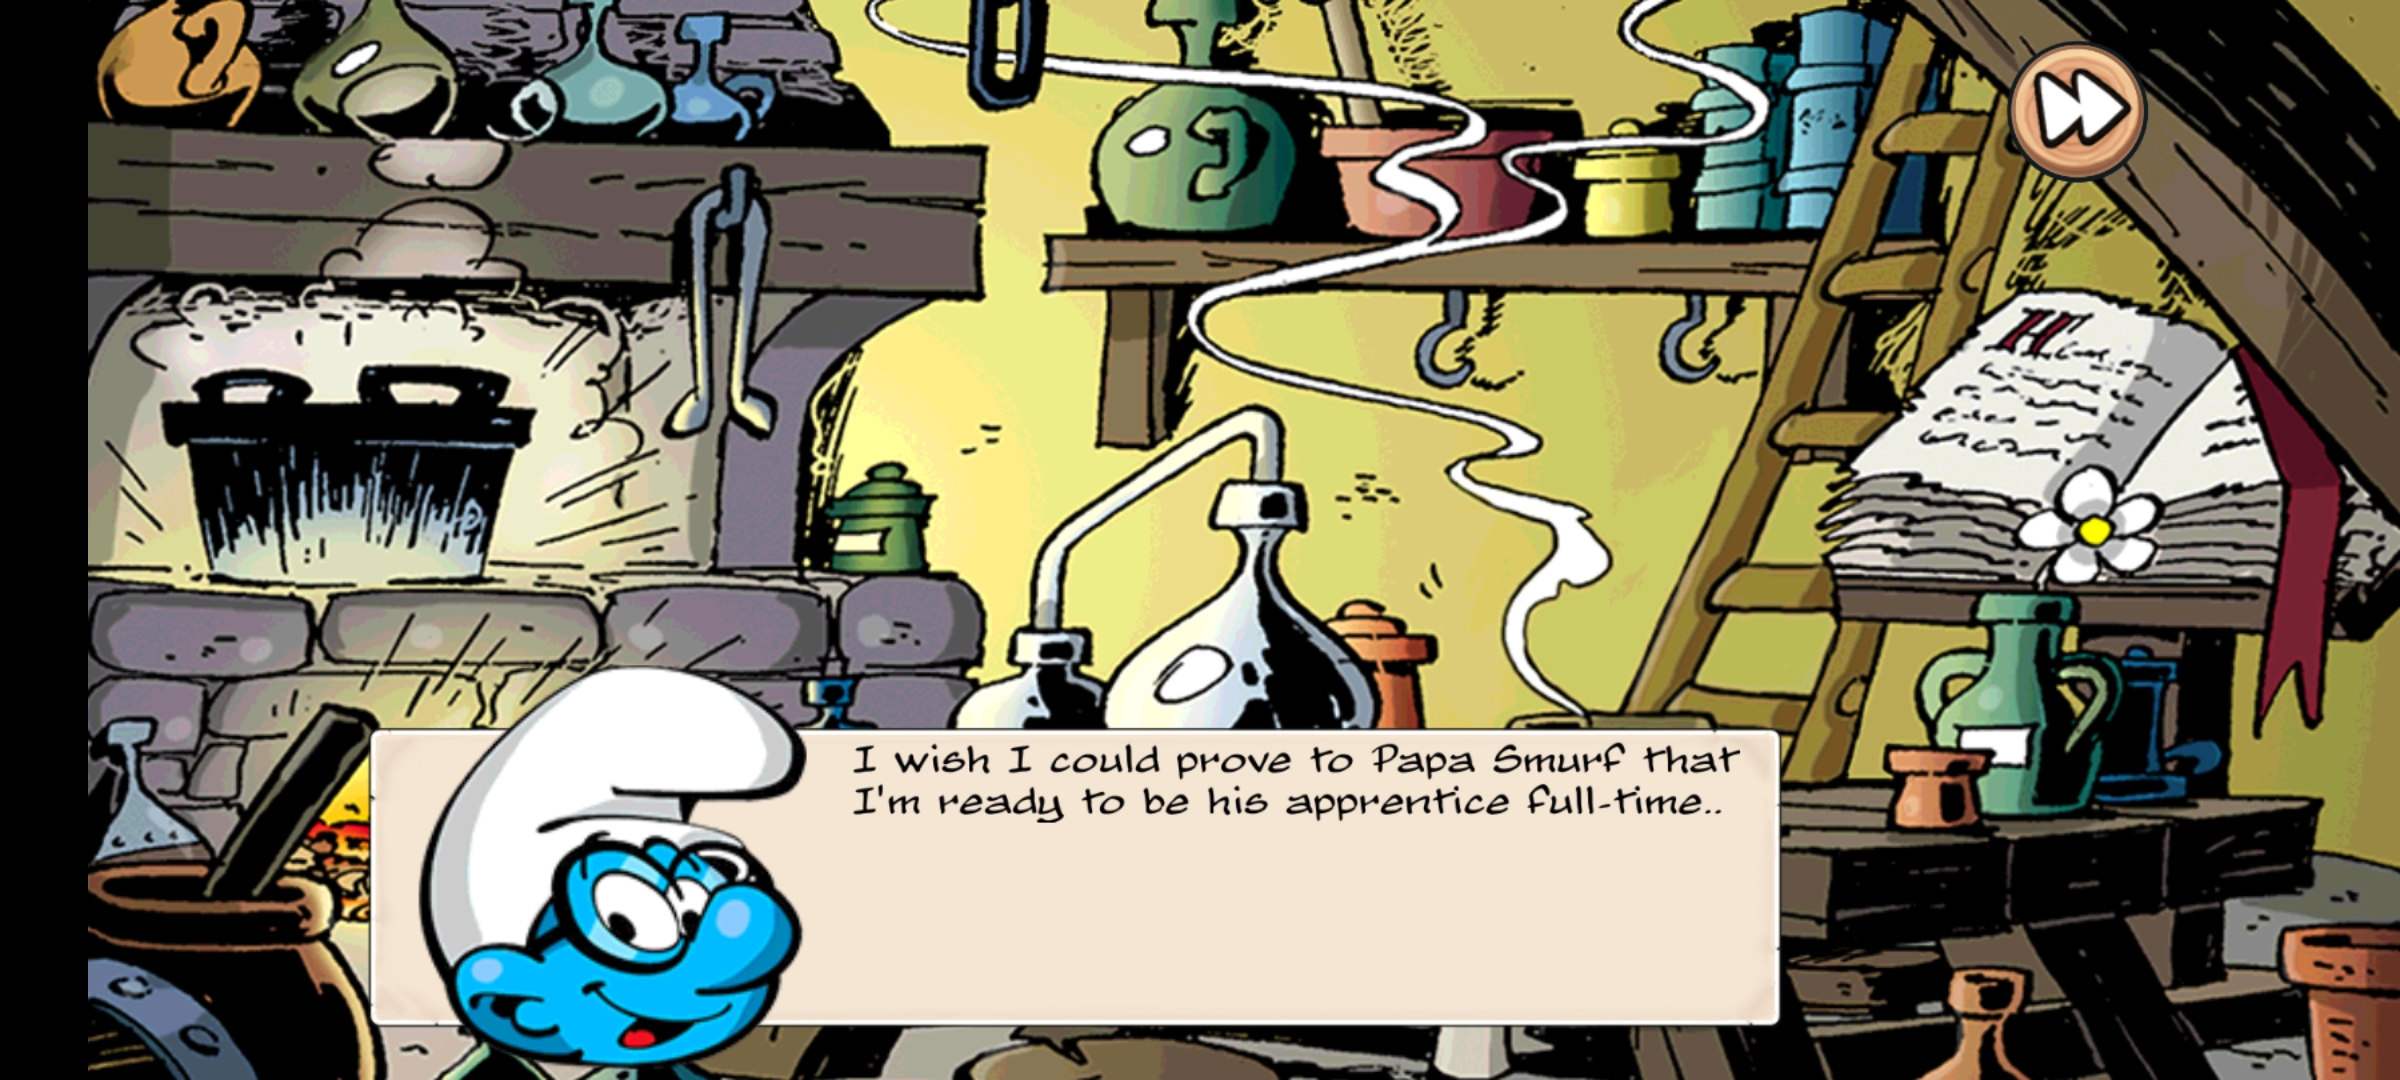 I wish I could prove to Papa Smurf that
I'm ready to be his apprentice full-time..